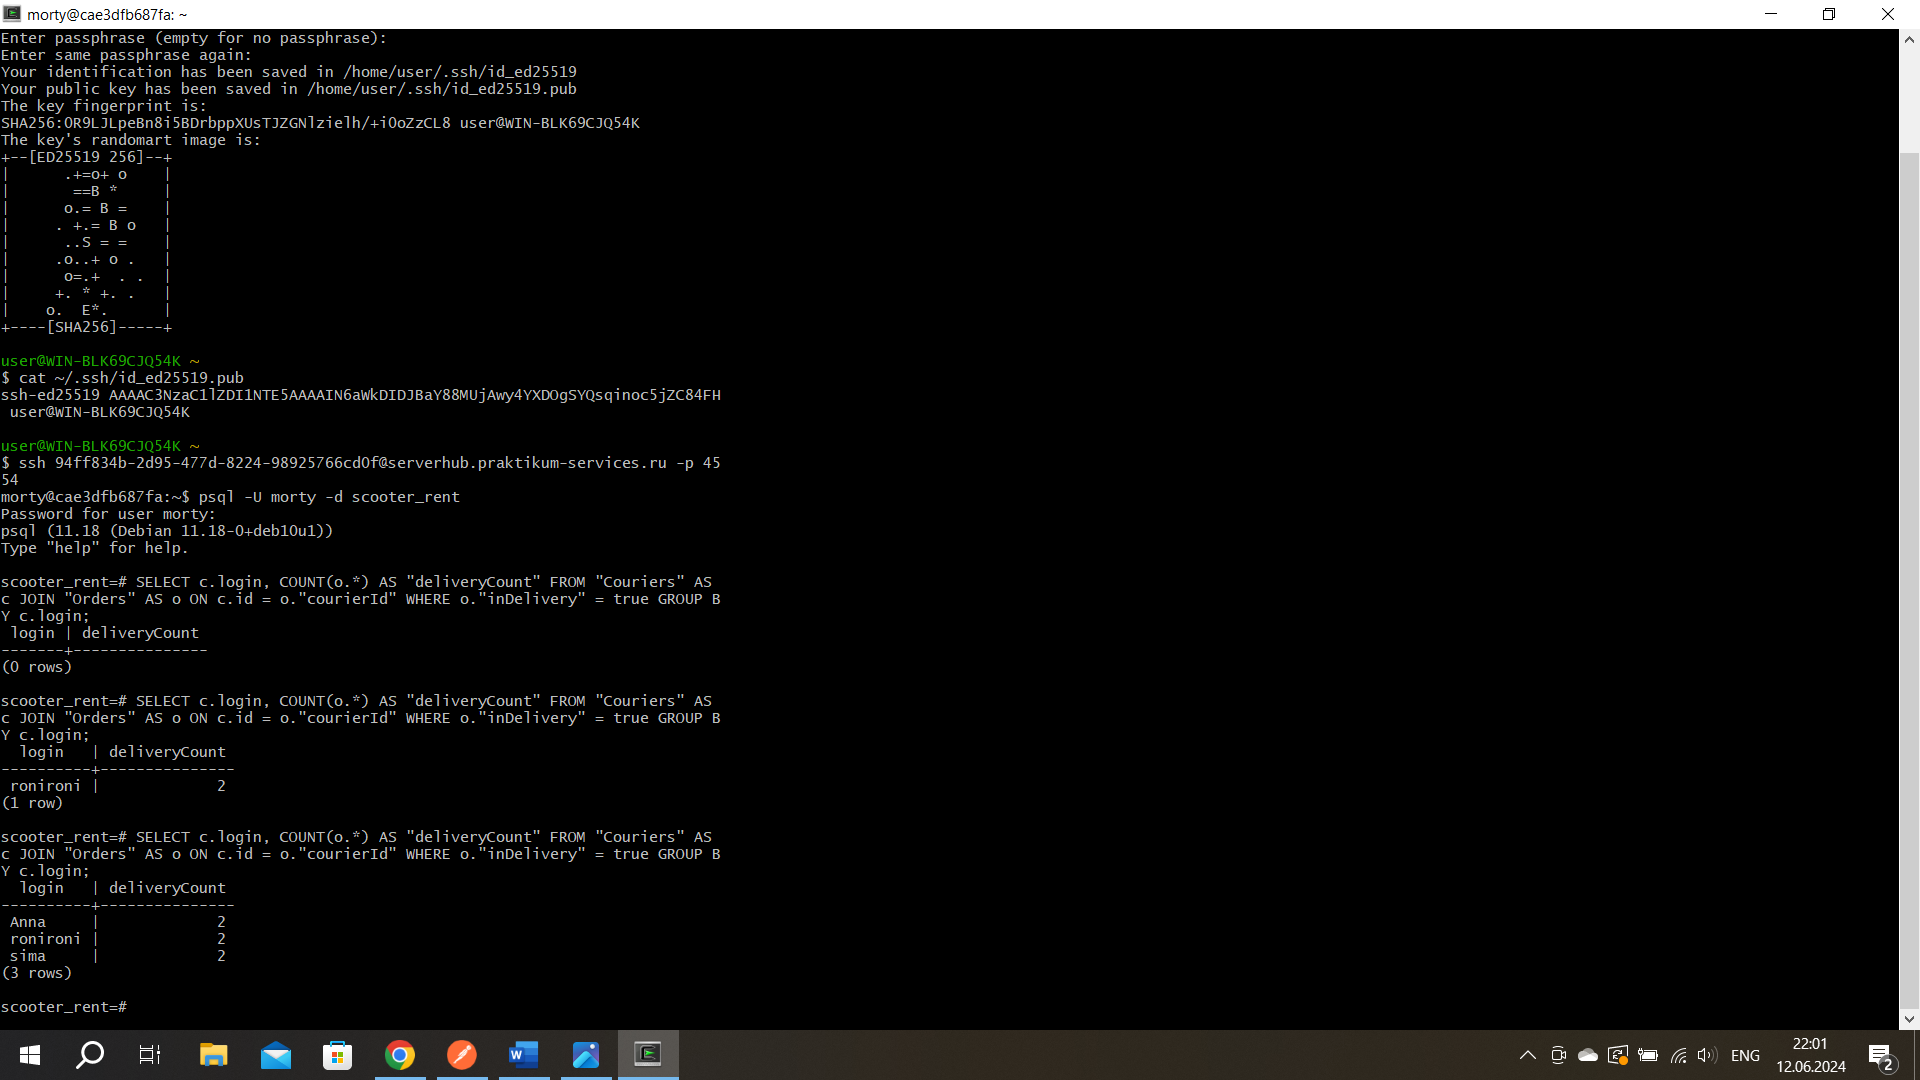 morty@cae3dfb687fa: ~
Enter passphrase (empty for no passphrase):
Enter same passphrase again:
Your identification has been saved in /home/user/.ssh/id_ed25519
Your public key has been saved in /home/user/.ssh/id_ed25519.pub
The key fingerprint is:
SHA256:OR9LJLpeBn8i5BDrbppXUsTJZGNlzielh/+iOoZzCL8 user@WIN-BLK69CJQ54K
The key's randomart image is:
+--[ED25519 256]--+
|      .+=o+ o    |
|       ==B *     |
|      o.= B =    |
|     . +.= B o   |
|      ..S = =    |
|     .o..+ o .   |
|      o=.+  . .  |
|     +. * +. .   |
|    o.  E*.      |
+----[SHA256]-----+
user@WIN-BLK69CJQ54K ~
$ cat ~/.ssh/id_ed25519.pub
ssh-ed25519 AAAAC3NzaC1lZDI1NTE5AAAAIN6aWkDIDJBaY88MUjAwy4YXDOgSYQsqinoc5jZC84FH
user@WIN-BLK69CJQ54K
user@WIN-BLK69CJQ54K ~
$ ssh 94ff834b-2d95-477d-8224-98925766cd0f@serverhub.praktikum-services.ru -p 45
54
morty@cae3dfb687fa:~$ psql -U morty -d scooter_rent
Password for user morty:
psql (11.18 (Debian 11.18-0+deb10u1))
Type "help" for help.
scooter_rent=# SELECT c.login, COUNT(o.*) AS "deliveryCount" FROM "Couriers" AS
c JOIN "Orders" AS o ON c.id = o."courierId" WHERE o."inDelivery" = true GROUP B
Y c.login;
login | deliveryCount
-------+---------------
(0 rows)
scooter_rent=# SELECT c.login, COUNT(o.*) AS "deliveryCount" FROM "Couriers" AS
c JOIN "Orders" AS o ON c.id = o."courierId" WHERE o."inDelivery" = true GROUP B
Y c.login;
login   | deliveryCount
----------+---------------
ronironi |             2
(1 row)
scooter_rent=# SELECT c.login, COUNT(o.*) AS "deliveryCount" FROM "Couriers" AS
c JOIN "Orders" AS o ON c.id = o."courierId" WHERE o."inDelivery" = true GROUP B
Y c.login;
login   | deliveryCount
----------+---------------
Anna     |             2
ronironi |             2
sima     |             2
(3 rows)
scooter_rent=#
ENG
22:01
12.06.2024
2